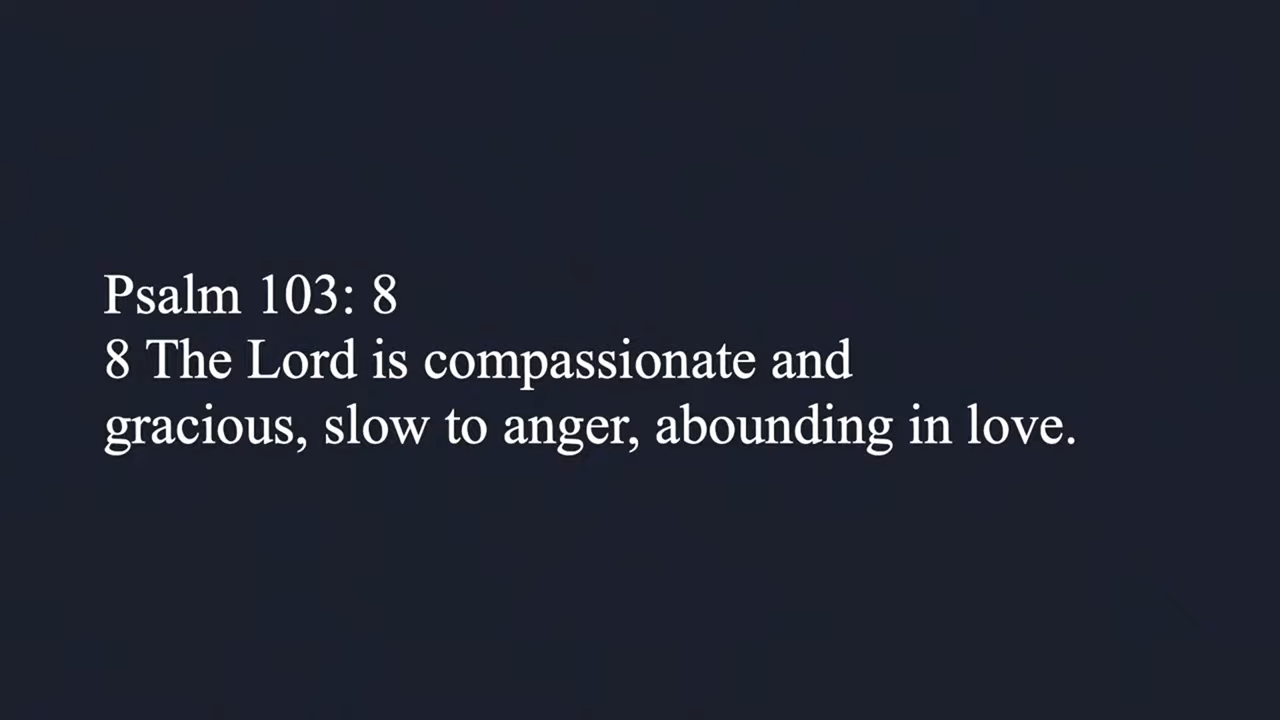 Psalm 103: 8
8 The Lord is compassionate and
gracious, slow to anger, abounding in love.